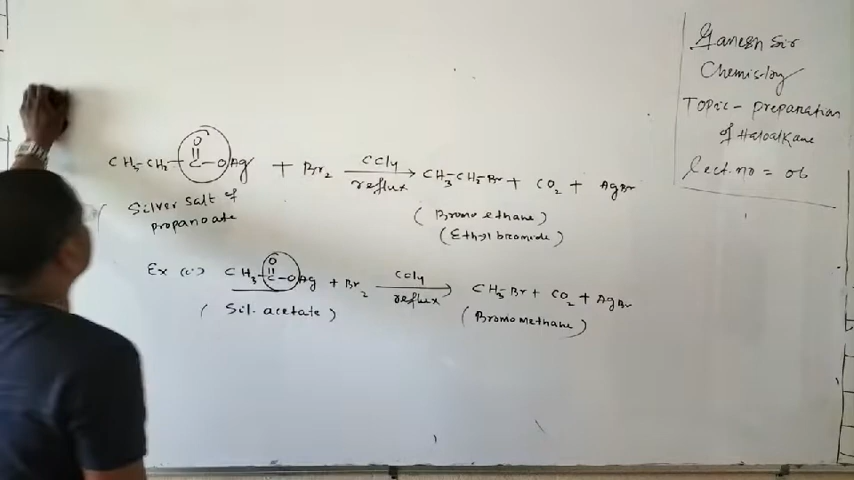 Ganesh Sir
Chemistry
Topic - preparation
of Haloalkane
Lect. no = 06
O
CH3-CH2-C-OAg + Br2 CCl4 reflux → CH3-CH2-Br + CO2 + AgBr
Silver salt of
propanoate
(Bromo ethane)
(Ethyl bromide)
O
Ex (i) CH3-C-OAg + Br2 CCl4 reflux → CH3-Br + CO2 + AgBr
(Sil. acetate)
(Bromomethane)